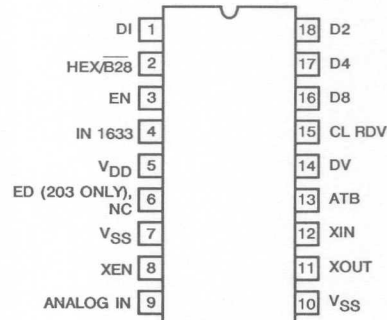 DI 1
HEX/B28 2
EN 3
IN 1633 4
VDD 5
ED (203 ONLY), NC 6
VSS 7
XEN 8
ANALOG IN 9
18 D2
17 D4
16 D8
15 CL RDV
14 DV
13 ATB
12 XIN
11 XOUT
10 VSS